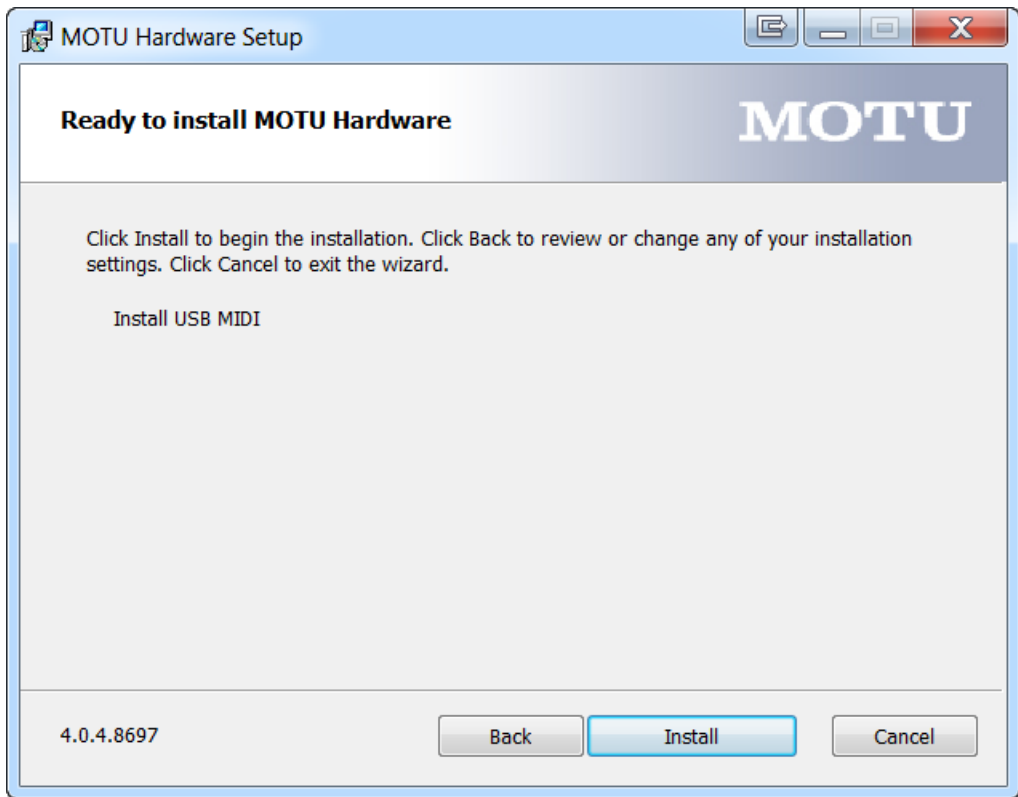 MOTU Hardware Setup
Ready to install MOTU Hardware
MOTU
Click Install to begin the installation. Click Back to review or change any of your installation
settings. Click Cancel to exit the wizard.
Install USB MIDI
4.0.4.8697
Back
Install
Cancel